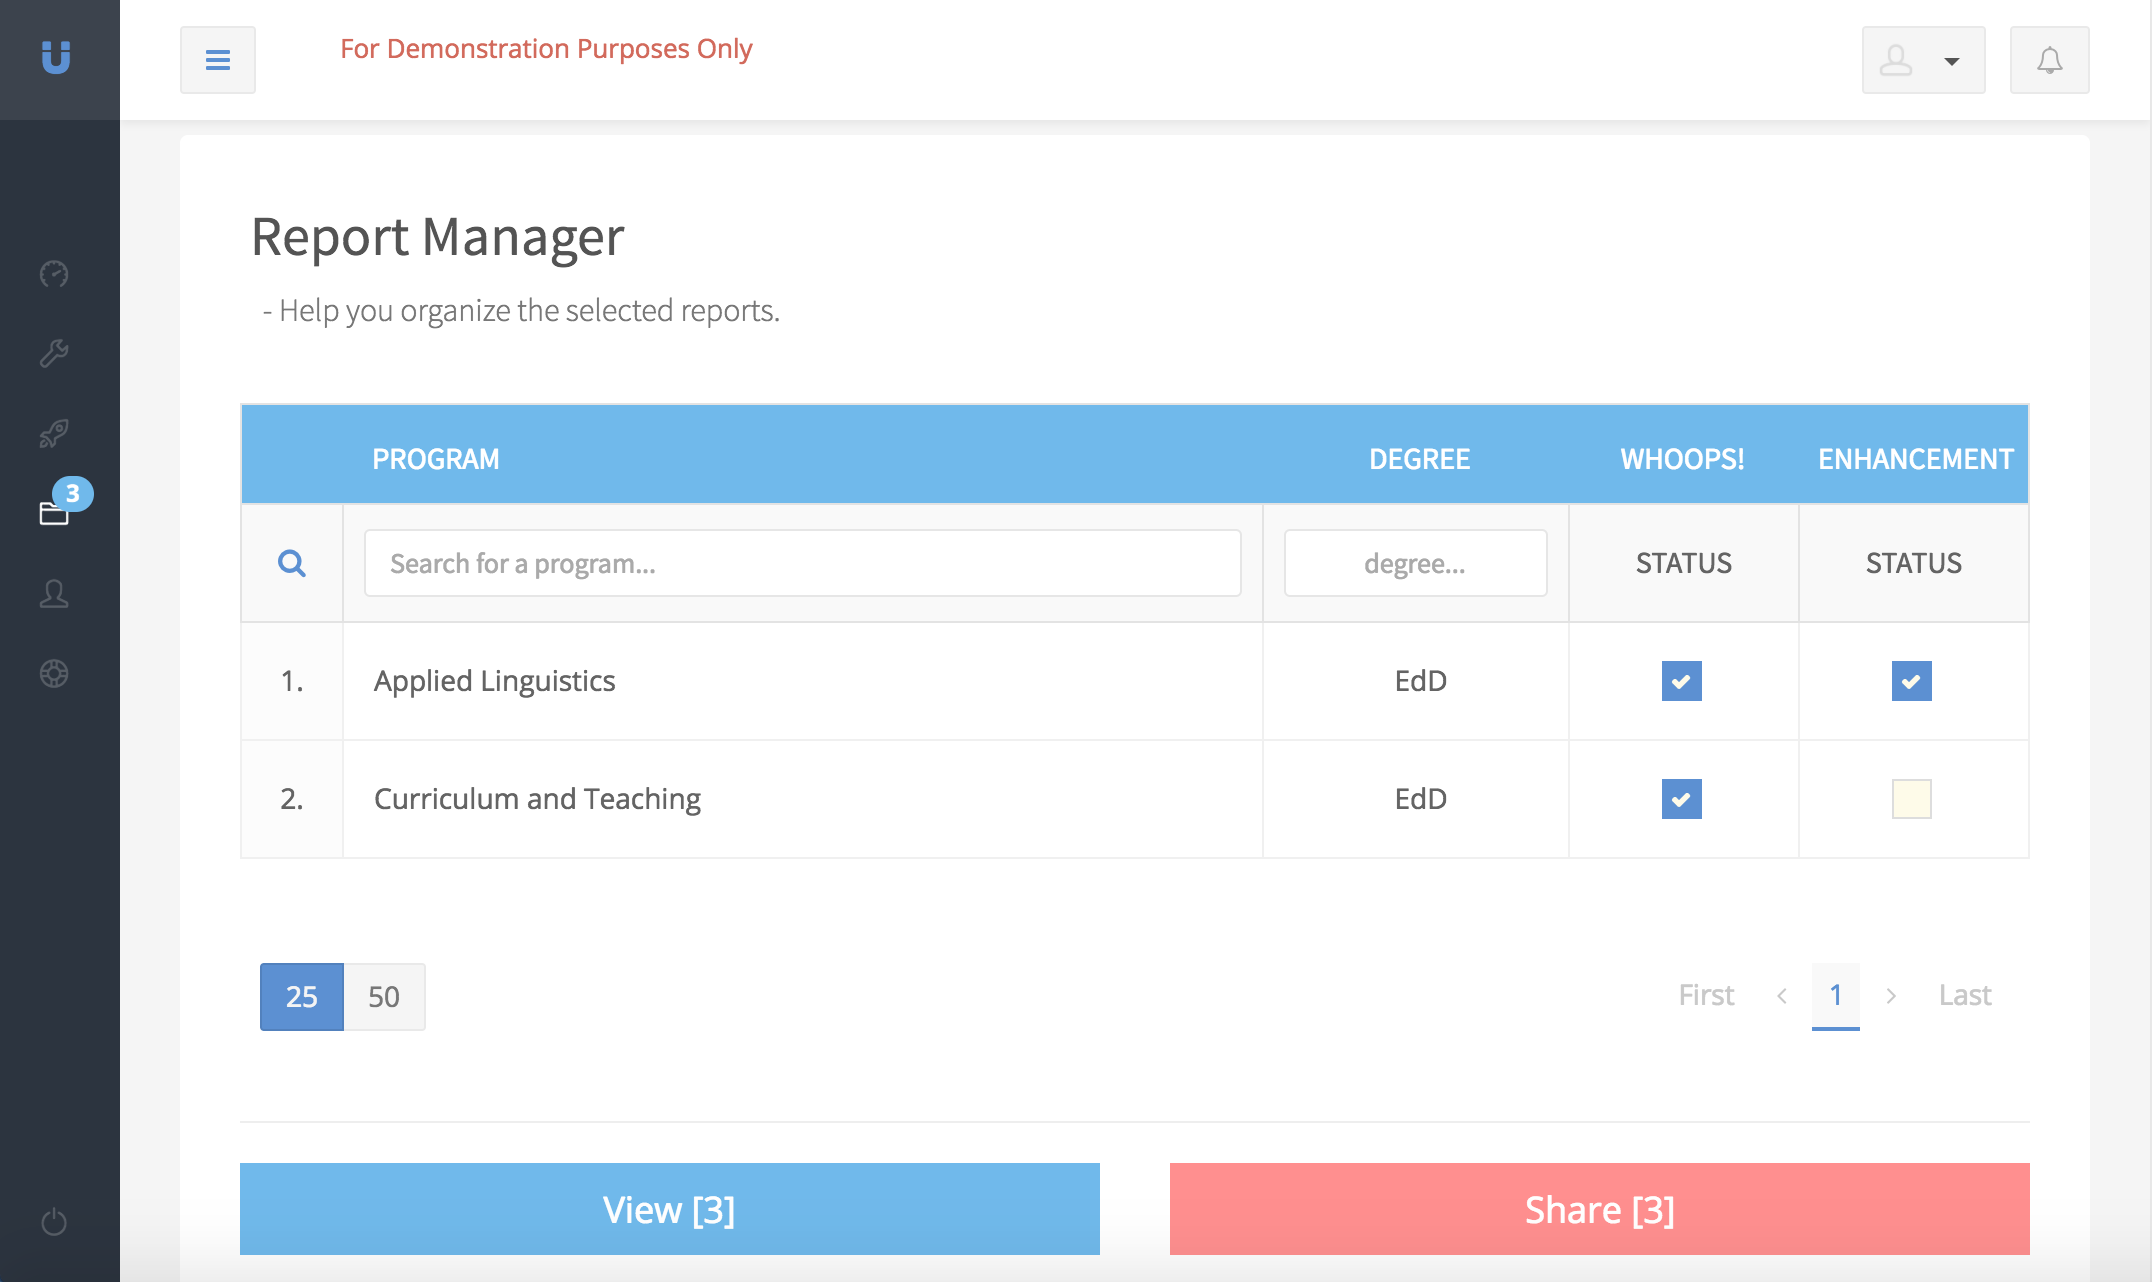 For Demonstration Purposes Only
Report Manager
- Help you organize the selected reports.
3
PROGRAM DEGREE WHOOPS! ENHANCEMENT
Search for a program... degree... STATUS STATUS
1. Applied Linguistics EdD
2. Curriculum and Teaching EdD
25 50 First < 1 > Last
View [3] Share [3]